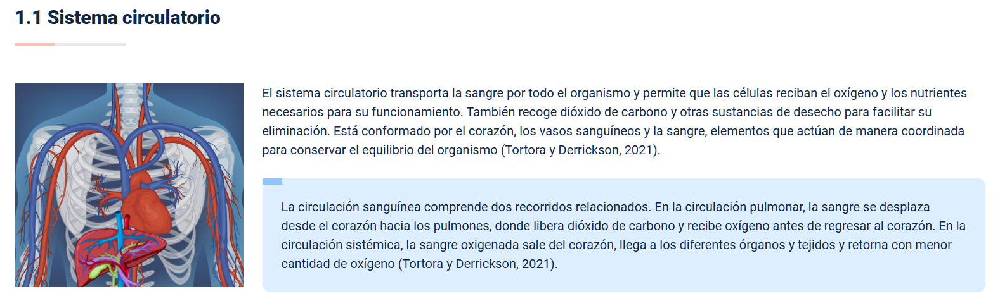 1.1 Sistema circulatorio
El sistema circulatorio transporta la sangre por todo el organismo y permite que las células reciban el oxígeno y los nutrientes
necesarios para su funcionamiento. También recoge dióxido de carbono y otras sustancias de desecho para facilitar su
eliminación. Está conformado por el corazón, los vasos sanguíneos y la sangre, elementos que actúan de manera coordinada
para conservar el equilibrio del organismo (Tortora y Derrickson, 2021).
La circulación sanguínea comprende dos recorridos relacionados. En la circulación pulmonar, la sangre se desplaza
desde el corazón hacia los pulmones, donde libera dióxido de carbono y recibe oxígeno antes de regresar al corazón. En la
circulación sistémica, la sangre oxigenada sale del corazón, llega a los diferentes órganos y tejidos y retorna con menor
cantidad de oxígeno (Tortora y Derrickson, 2021).